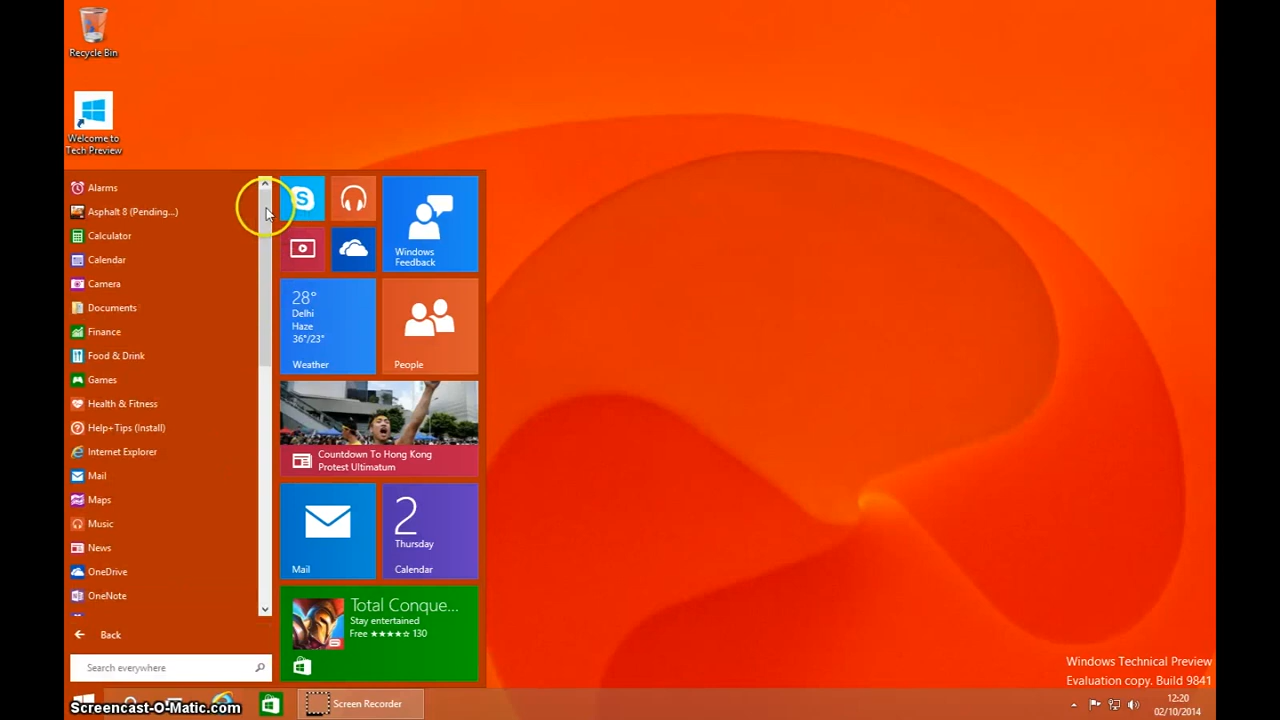 Recycle Bin
Welcome to
Tech Preview
Alarms
Asphalt 8 (Pending...)
Calculator
Calendar
Camera
Documents
Finance
Food & Drink
Games
Health & Fitness
Help+Tips (Install)
Internet Explorer
Mail
Maps
Music
News
OneDrive
OneNote
Back
Search everywhere
Windows
Feedback
28°
Delhi
Haze
36°/23°
Weather
People
Countdown To Hong Kong
Protest Ultimatum
Mail
2
Thursday
Calendar
Total Conque...
Stay entertained
Free ★★★★☆ 130
Windows Technical Preview
Evaluation copy. Build 9841
Screencast-O-Matic.com
Screen Recorder
12:20
02/10/2014